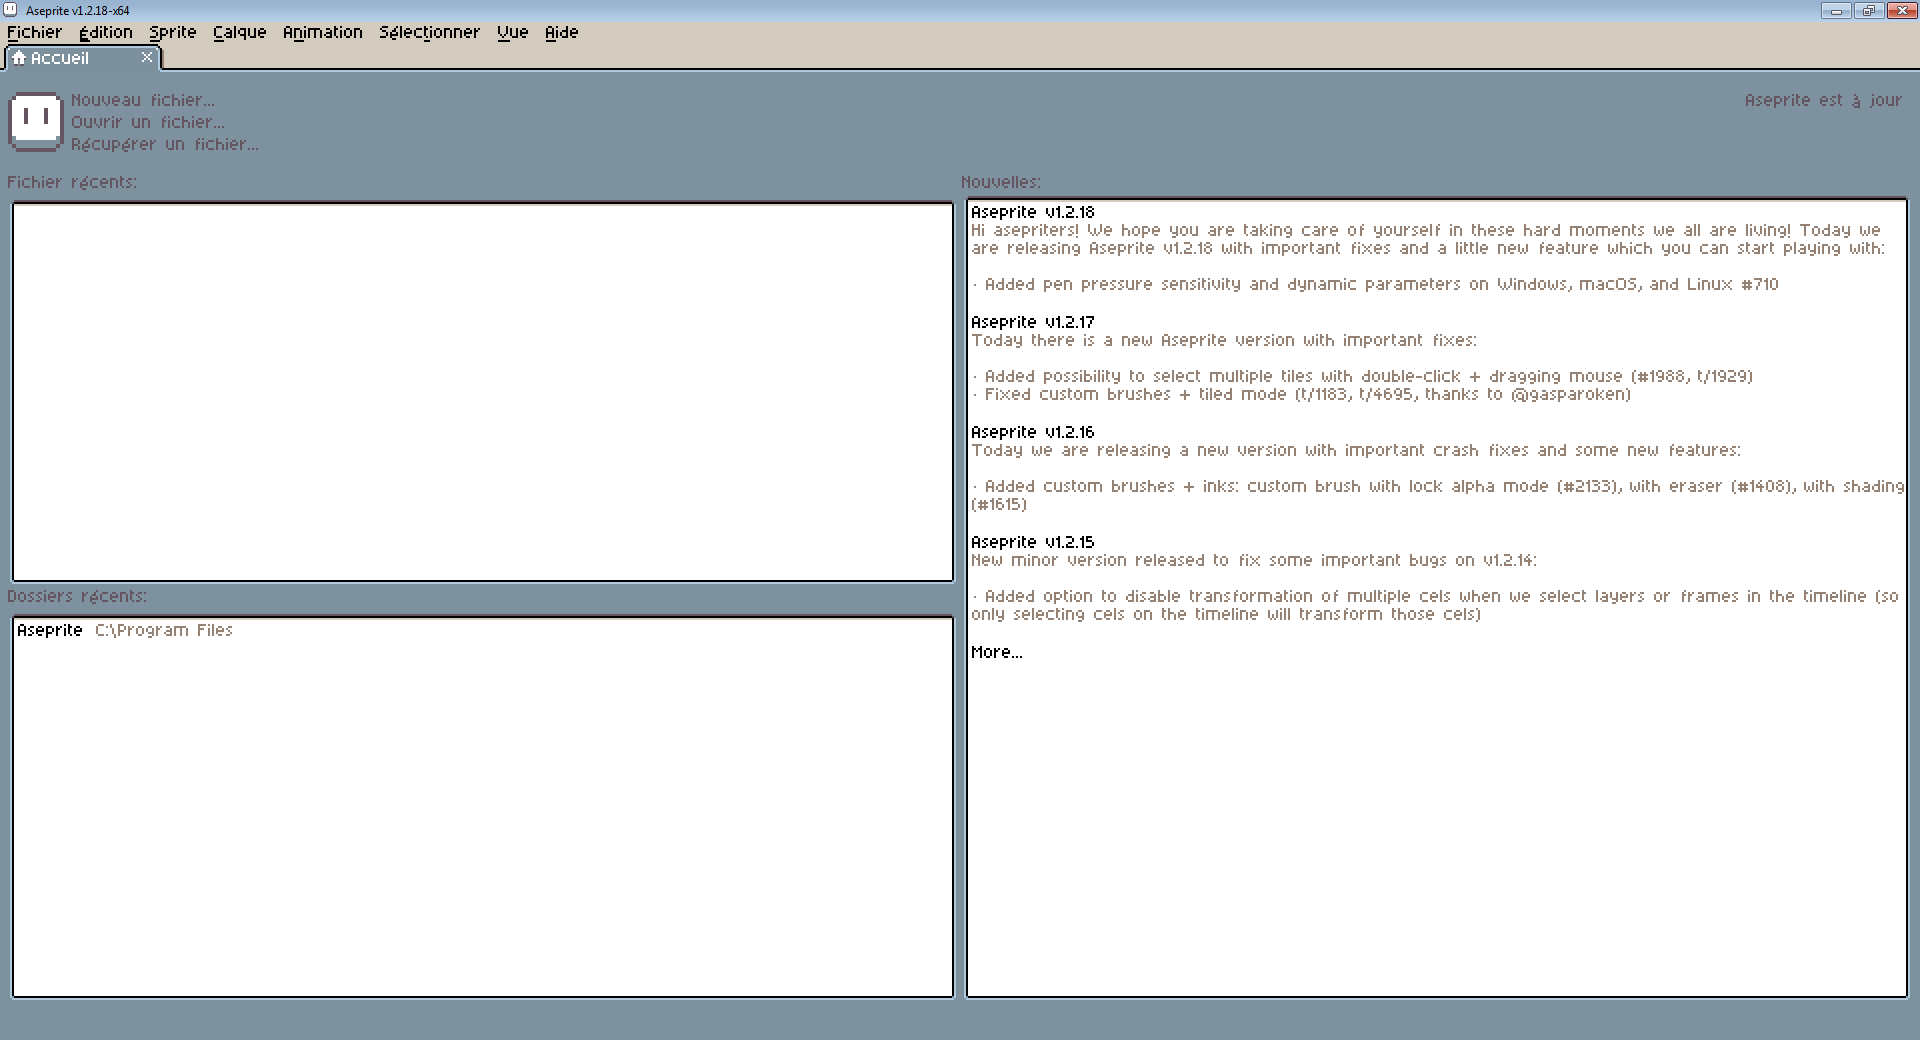 Aseprite v1.2.18-x64
Fichier Édition Sprite Calque Animation Sélectionner Vue Aide
Accueil
Nouveau fichier...
Ouvrir un fichier...
Récupérer un fichier...
Aseprite est à jour
Fichier récents:
Dossiers récents:
Aseprite C:\Program Files
Nouvelles:
Aseprite v1.2.18
Hi asepriters! We hope you are taking care of yourself in these hard moments we all are living! Today we
are releasing Aseprite v1.2.18 with important fixes and a little new feature which you can start playing with:
· Added pen pressure sensitivity and dynamic parameters on Windows, macOS, and Linux #710
Aseprite v1.2.17
Today there is a new Aseprite version with important fixes:
· Added possibility to select multiple tiles with double-click + dragging mouse (#1988, t/1929)
· Fixed custom brushes + tiled mode (t/1183, t/4695, thanks to @gasparoken)
Aseprite v1.2.16
Today we are releasing a new version with important crash fixes and some new features:
· Added custom brushes + inks: custom brush with lock alpha mode (#2133), with eraser (#1408), with shading
(#1615)
Aseprite v1.2.15
New minor version released to fix some important bugs on v1.2.14:
· Added option to disable transformation of multiple cels when we select layers or frames in the timeline (so
only selecting cels on the timeline will transform those cels)
More...